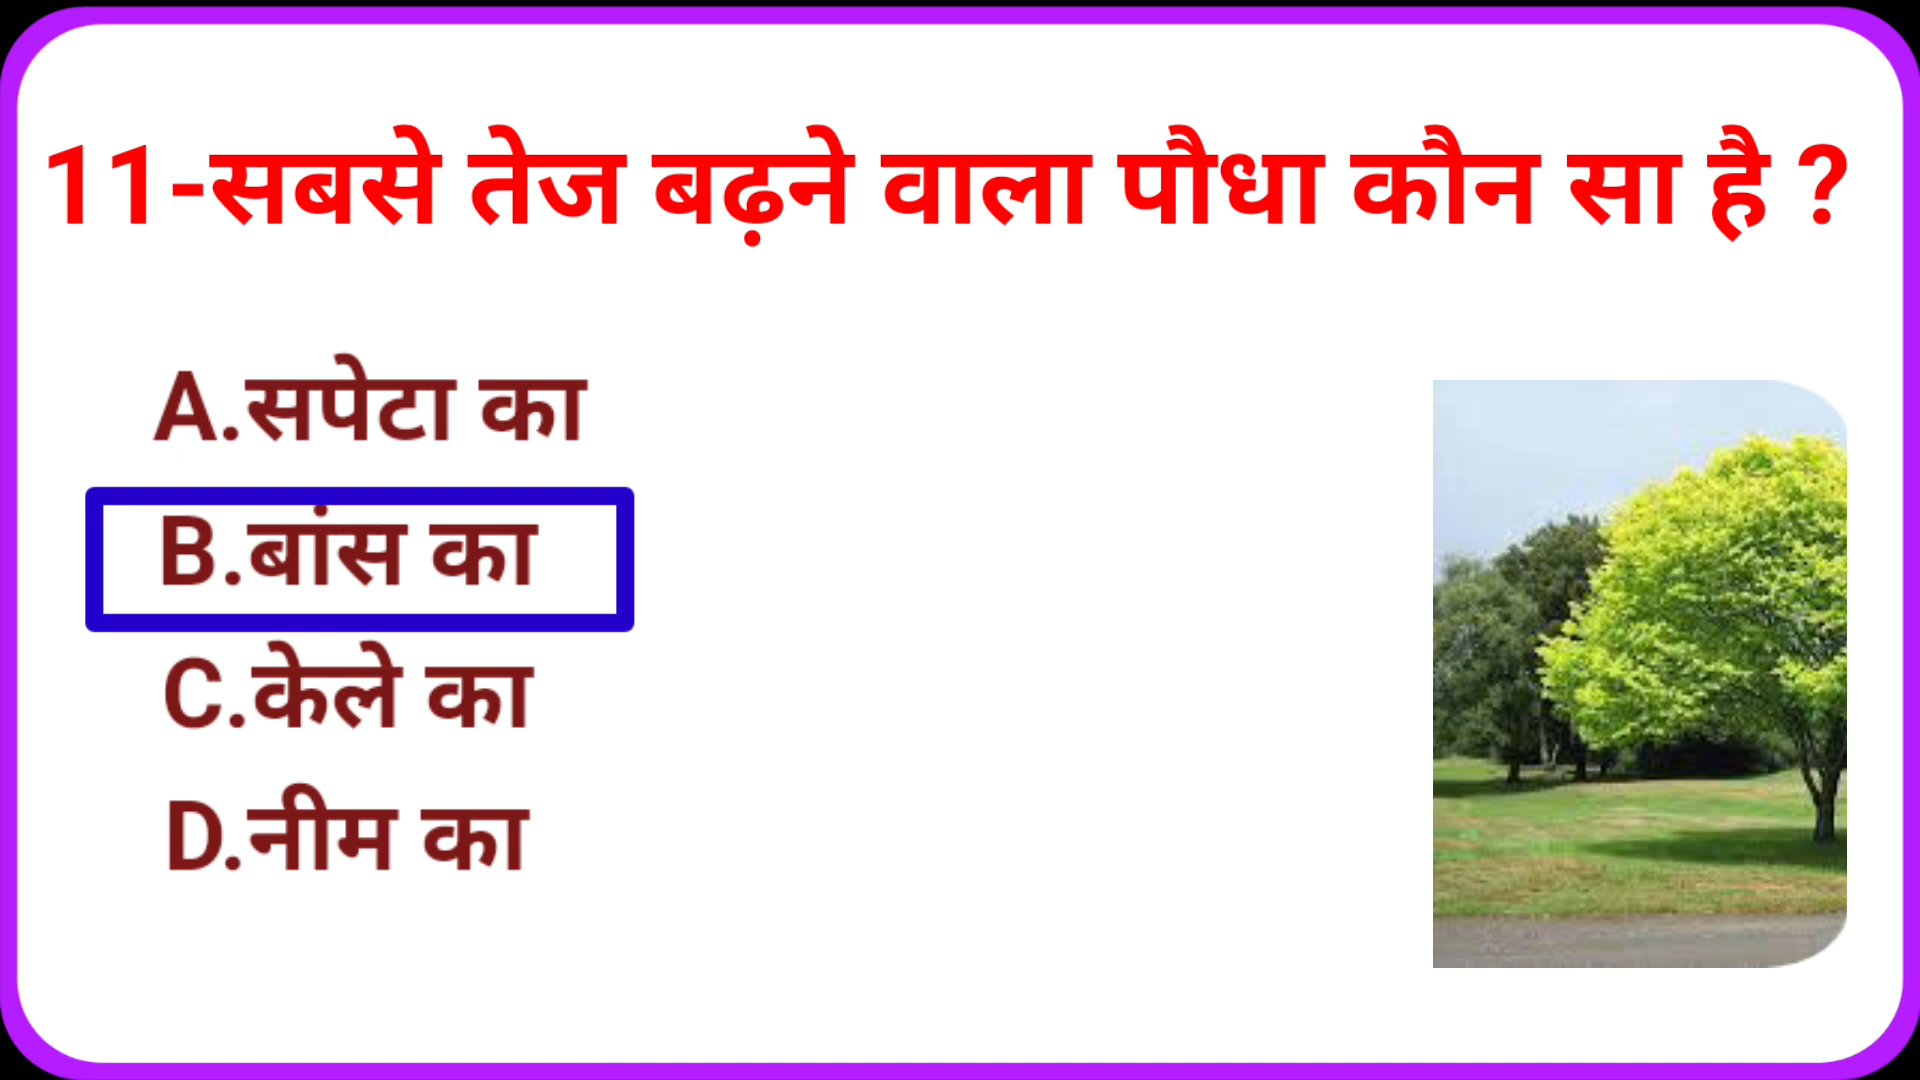 11-सबसे तेज बढ़ने वाला पौधा कौन सा है ?
A.सपेटा का
B.बांस का
C.केले का
D.नीम का